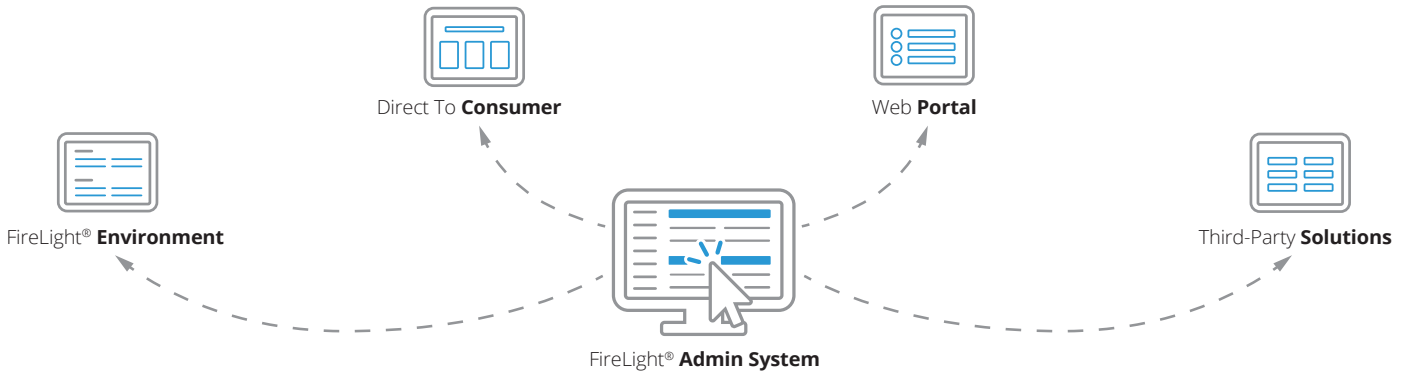 Direct To Consumer
Web Portal
FireLight® Environment
Third-Party Solutions
FireLight® Admin System